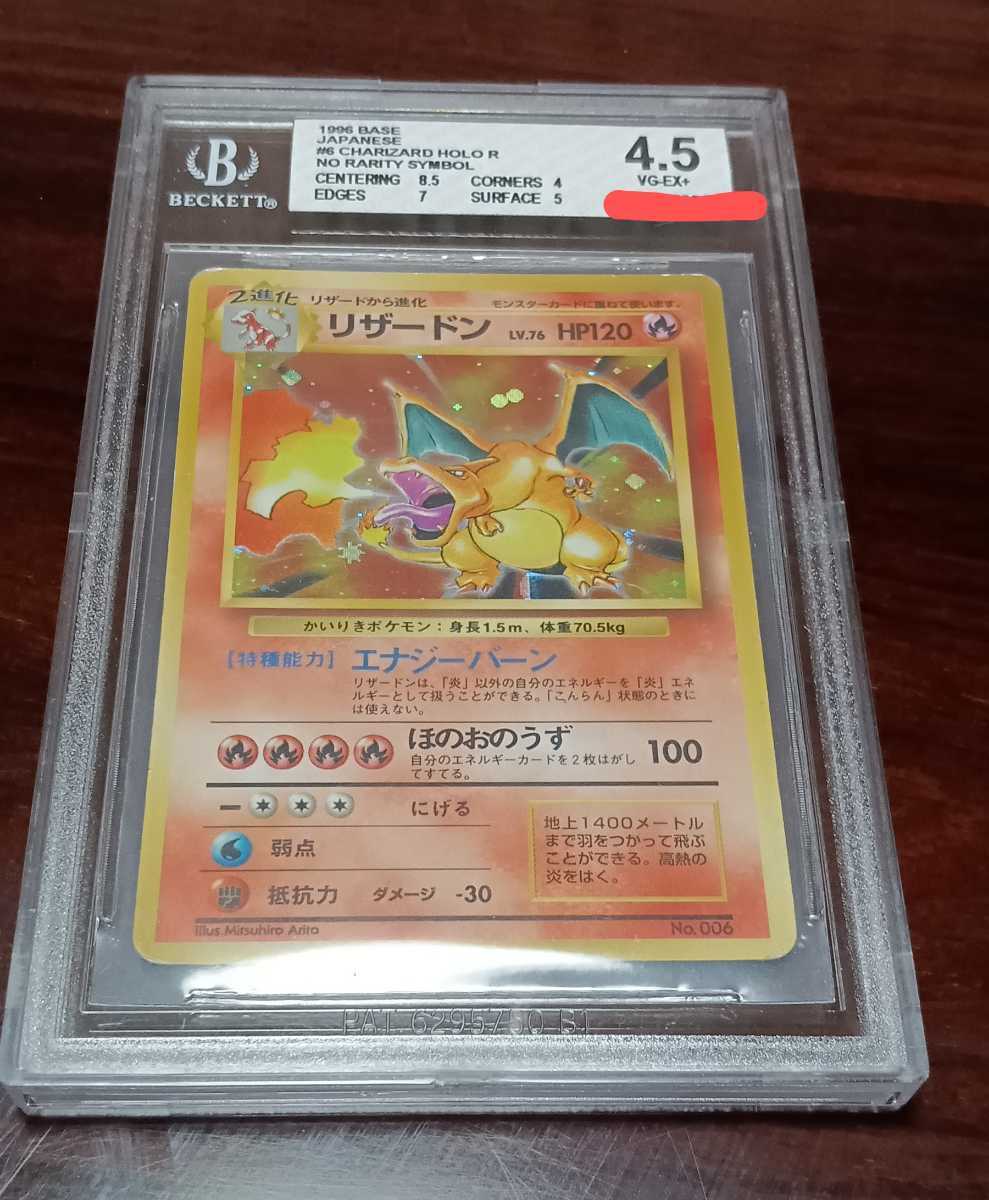 B
BECKETT®
1996 BASE
JAPANESE
#6 CHARIZARD HOLO R
NO RARITY SYMBOL
CENTERING 8.5 CORNERS 4
EDGES 7 SURFACE 5
4.5
VG-EX+
2進化 リザードから進化 モンスターカードに重ねて使います。
リザードン LV.76 HP120
かいりきポケモン:身長1.5m、体重70.5kg
[特種能力] エナジーバーン
リザードンは、「炎」以外の自分のエネルギーを「炎」エネ
ルギーとして扱うことができる。「こんらん」状態のときに
は使えない。
ほのおのうず 100
自分のエネルギーカードを2枚はがし
てすてる。
にげる
弱点
抵抗力 ダメージ -30
地上1400メートル
まで羽をつかって飛ぶ
ことができる。高熱の
炎をはく。
Illus Mitsuhiro Arita No.006